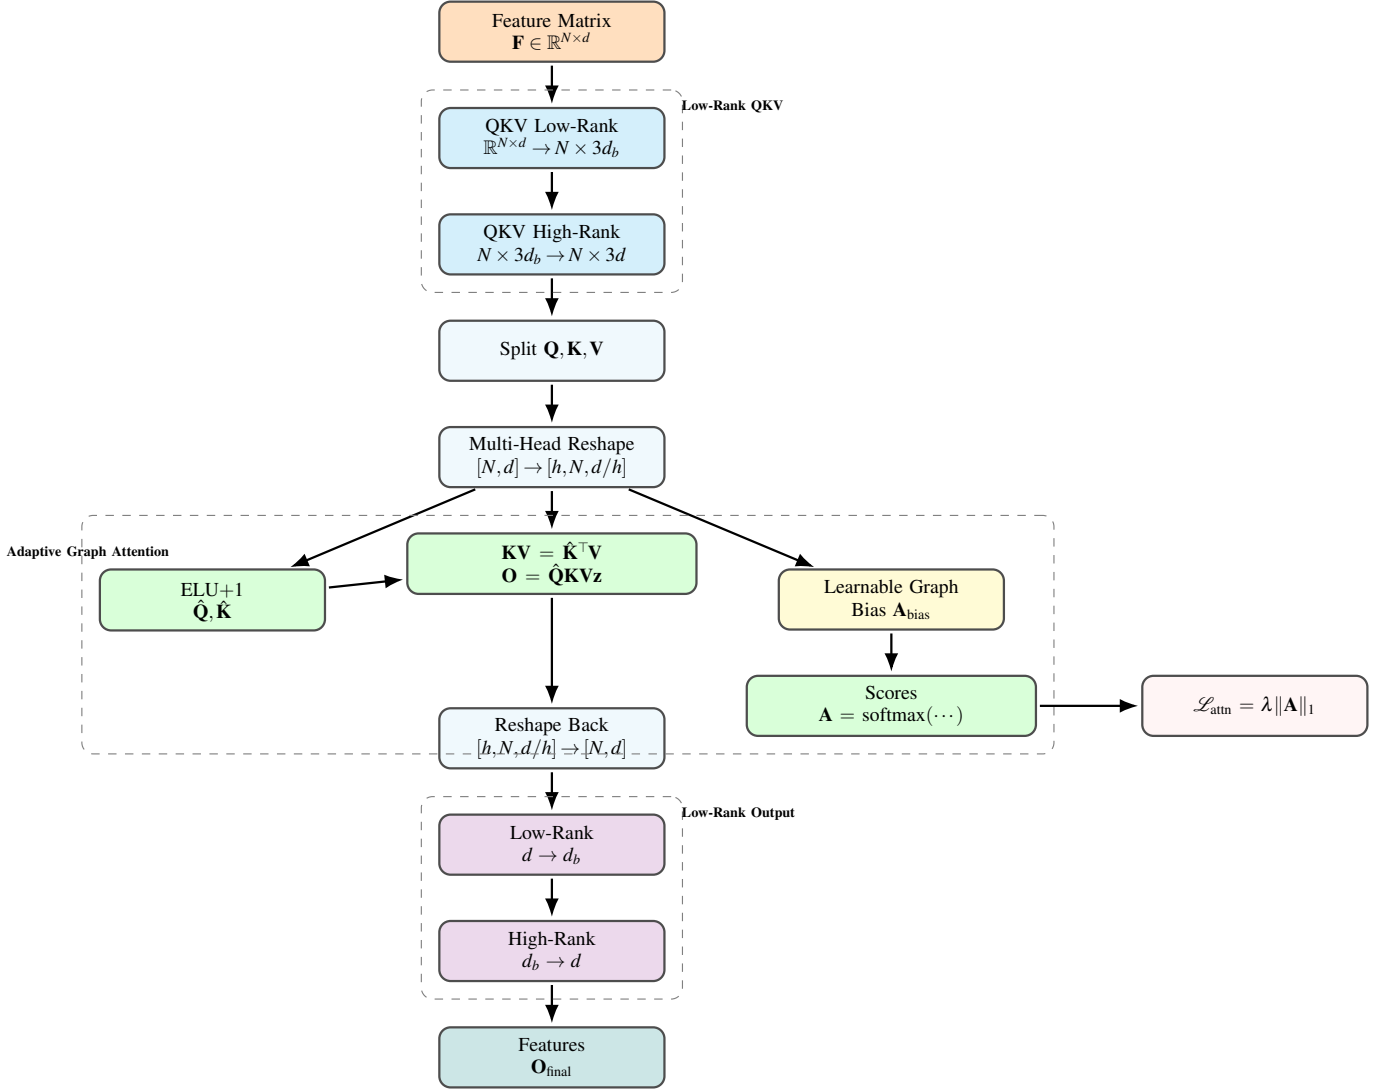 Feature Matrix
𝐅 ∈ ℝ^{N×d}
Low-Rank QKV
QKV Low-Rank
ℝ^{N×d} → N × 3d_b
QKV High-Rank
N × 3d_b → N × 3d
Split 𝐐, 𝐊, 𝐕
Multi-Head Reshape
[N, d] → [h, N, d/h]
Adaptive Graph Attention
ELU+1
𝐐̂, 𝐊̂
𝐊𝐕 = 𝐊̂^⊤𝐕
𝐎 = 𝐐̂𝐊𝐕𝐳
Learnable Graph
Bias 𝐀_bias
Scores
𝐀 = softmax(⋯)
ℒ_attn = λ‖𝐀‖₁
Reshape Back
[h, N, d/h] → [N, d]
Low-Rank Output
Low-Rank
d → d_b
High-Rank
d_b → d
Features
𝐎_final